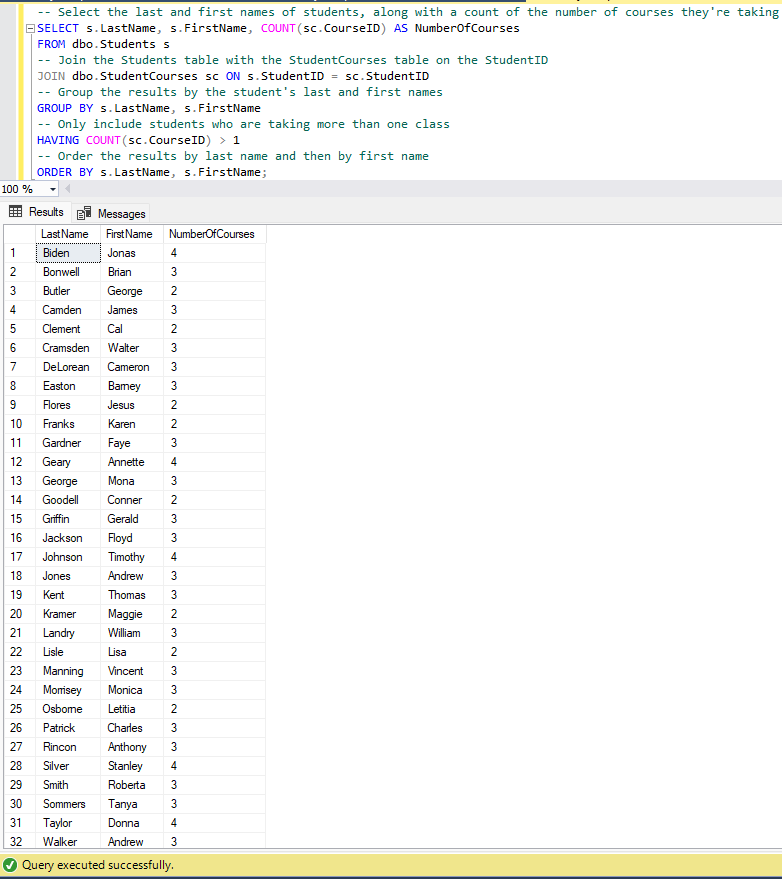 -- Select the last and first names of students, along with a count of the number of courses they're taking
SELECT s.LastName, s.FirstName, COUNT(sc.CourseID) AS NumberOfCourses
FROM dbo.Students s
-- Join the Students table with the StudentCourses table on the StudentID
JOIN dbo.StudentCourses sc ON s.StudentID = sc.StudentID
-- Group the results by the student's last and first names
GROUP BY s.LastName, s.FirstName
-- Only include students who are taking more than one class
HAVING COUNT(sc.CourseID) > 1
-- Order the results by last name and then by first name
ORDER BY s.LastName, s.FirstName;
100 %
Results Messages
LastName FirstName NumberOfCourses
1 Biden Jonas 4
2 Bonwell Brian 3
3 Butler George 2
4 Camden James 3
5 Clement Cal 2
6 Cramsden Walter 3
7 DeLorean Cameron 3
8 Easton Barney 3
9 Flores Jesus 2
10 Franks Karen 2
11 Gardner Faye 3
12 Geary Annette 4
13 George Mona 3
14 Goodell Conner 2
15 Griffin Gerald 3
16 Jackson Floyd 3
17 Johnson Timothy 4
18 Jones Andrew 3
19 Kent Thomas 3
20 Kramer Maggie 2
21 Landry William 3
22 Lisle Lisa 2
23 Manning Vincent 3
24 Morrisey Monica 3
25 Osborne Letitia 2
26 Patrick Charles 3
27 Rincon Anthony 3
28 Silver Stanley 4
29 Smith Roberta 3
30 Sommers Tanya 3
31 Taylor Donna 4
32 Walker Andrew 3
Query executed successfully.